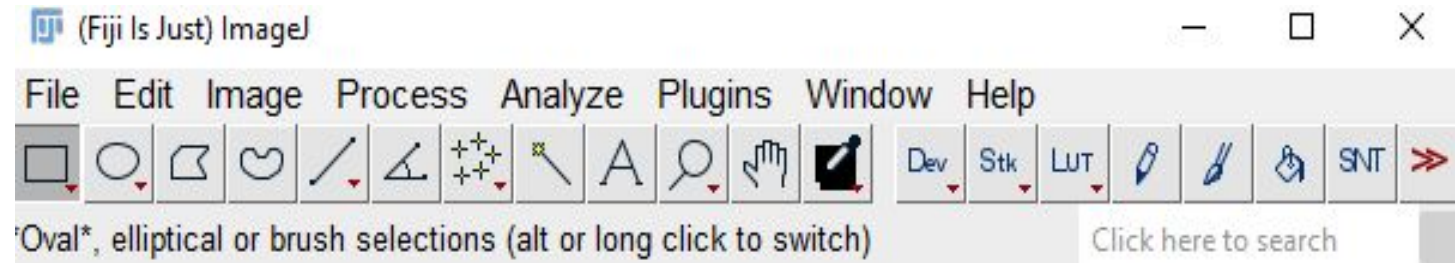 (Fiji Is Just) ImageJ
File Edit Image Process Analyze Plugins Window Help
A Dev Stk LUT SNT >>
*Oval*, elliptical or brush selections (alt or long click to switch) Click here to search